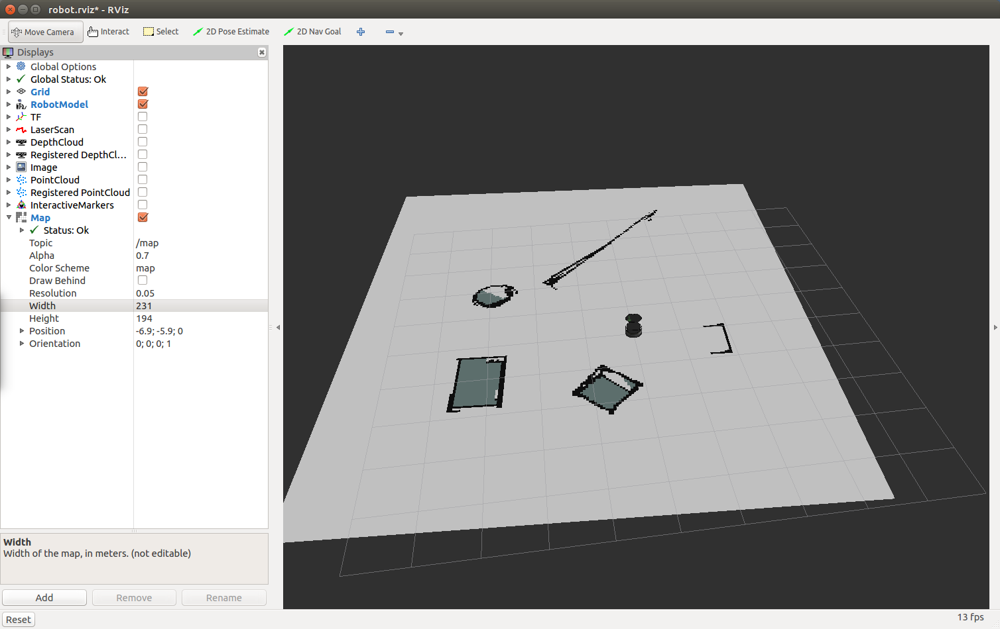 robot.rviz* - RViz
Move Camera Interact Select 2D Pose Estimate 2D Nav Goal
Displays
Global Options
Global Status: Ok
Grid
RobotModel
TF
LaserScan
DepthCloud
Registered DepthCl...
Image
PointCloud
Registered PointCloud
InteractiveMarkers
Map
Status: Ok
Topic /map
Alpha 0.7
Color Scheme map
Draw Behind
Resolution 0.05
Width 231
Height 194
Position -6.9; -5.9; 0
Orientation 0; 0; 0; 1
Width
Width of the map, in meters. (not editable)
Add Remove Rename
Reset 13 fps